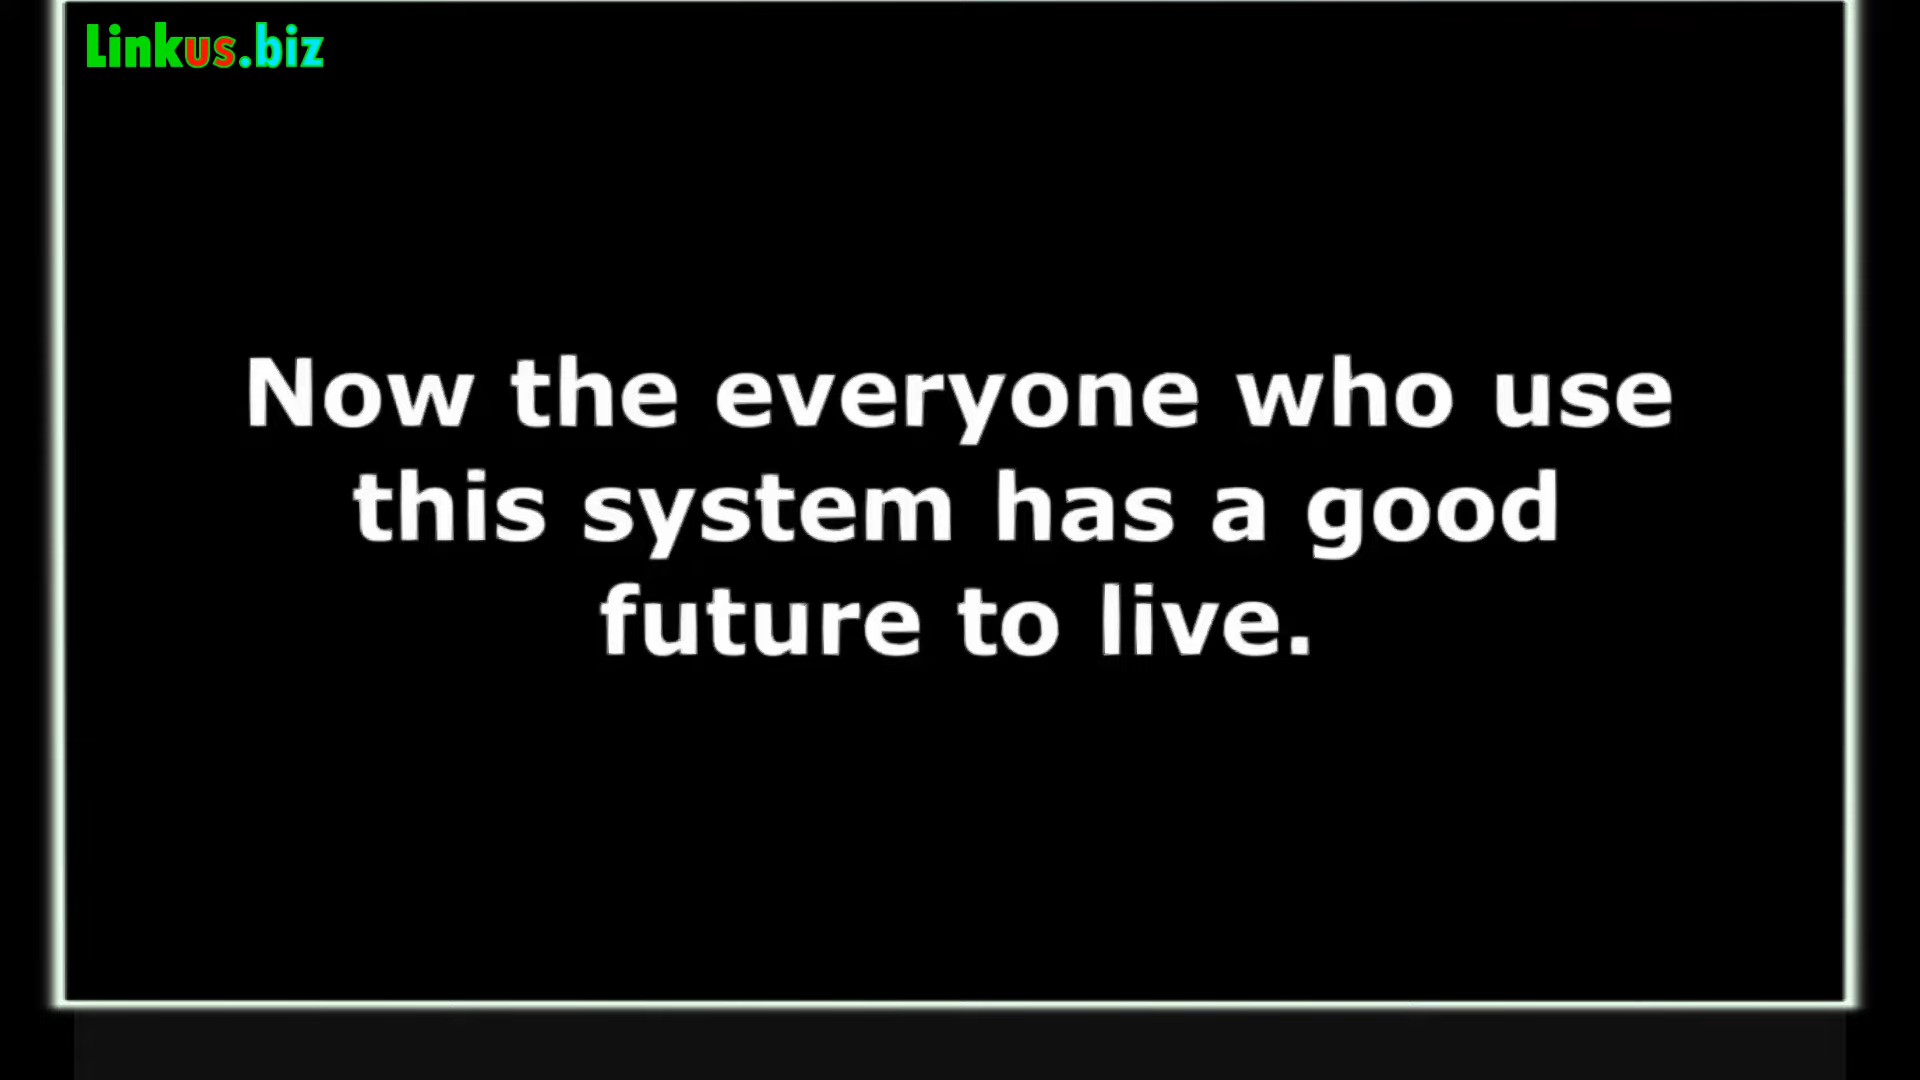 Linkus.biz
Now the everyone who use
this system has a good
future to live.